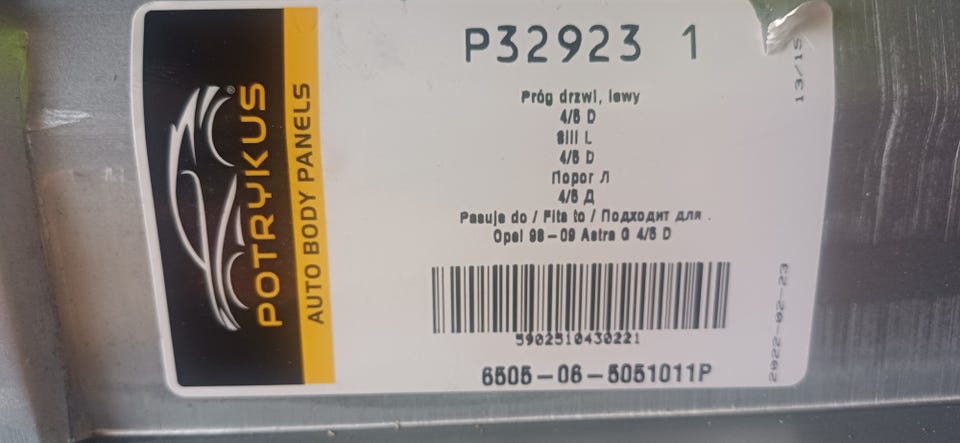 POTRYKUS®
AUTO BODY PANELS
P32923 1
13/15
Próg drzwi, lewy
4/5 D
Sill L
4/5 D
Порог Л
4/5 Д
Pasuje do / Fits to / Подходит для .
Opel 98-09 Astra G 4/5 D
5902510430221
6505-06-5051011P
2022-02-23